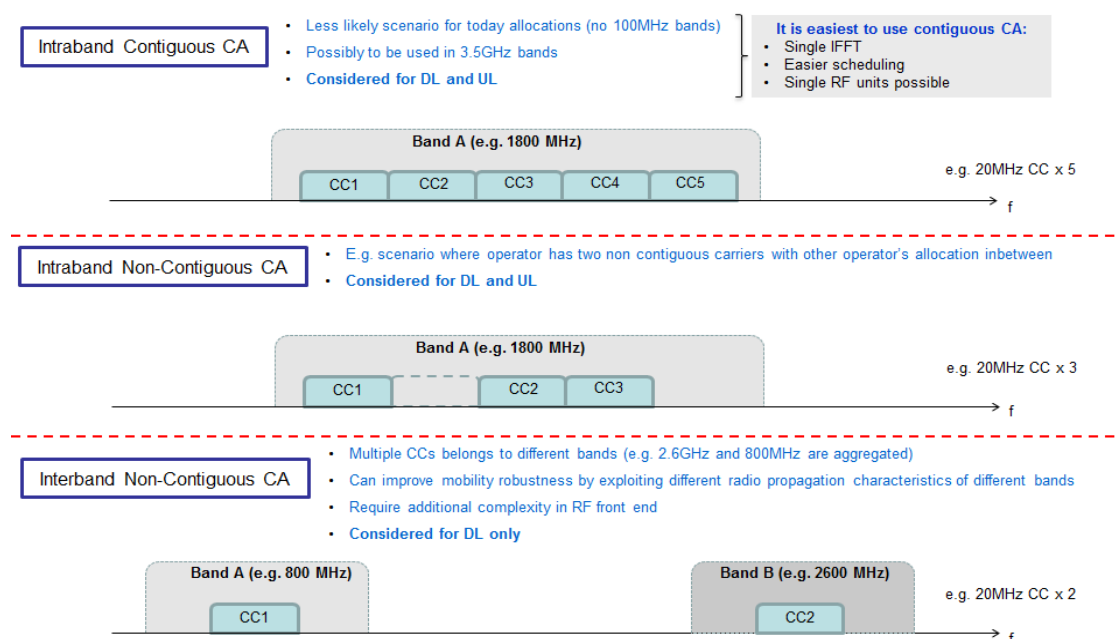 Intraband Contiguous CA
• Less likely scenario for today allocations (no 100MHz bands)
• Possibly to be used in 3.5GHz bands
• Considered for DL and UL
It is easiest to use contiguous CA:
• Single IFFT
• Easier scheduling
• Single RF units possible
Band A (e.g. 1800 MHz)
CC1 CC2 CC3 CC4 CC5
e.g. 20MHz CC x 5
f
Intraband Non-Contiguous CA
• E.g. scenario where operator has two non contiguous carriers with other operator's allocation inbetween
• Considered for DL and UL
Band A (e.g. 1800 MHz)
CC1 CC2 CC3
e.g. 20MHz CC x 3
f
Interband Non-Contiguous CA
• Multiple CCs belongs to different bands (e.g. 2.6GHz and 800MHz are aggregated)
• Can improve mobility robustness by exploiting different radio propagation characteristics of different bands
• Require additional complexity in RF front end
• Considered for DL only
Band A (e.g. 800 MHz)
Band B (e.g. 2600 MHz)
CC1 CC2
e.g. 20MHz CC x 2
f